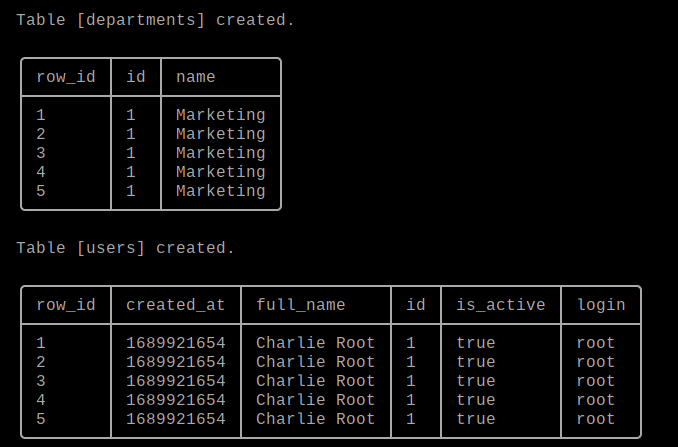 Table [departments] created.
row_id id name
1 1 Marketing
2 1 Marketing
3 1 Marketing
4 1 Marketing
5 1 Marketing
Table [users] created.
row_id created_at full_name id is_active login
1 1689921654 Charlie Root 1 true root
2 1689921654 Charlie Root 1 true root
3 1689921654 Charlie Root 1 true root
4 1689921654 Charlie Root 1 true root
5 1689921654 Charlie Root 1 true root